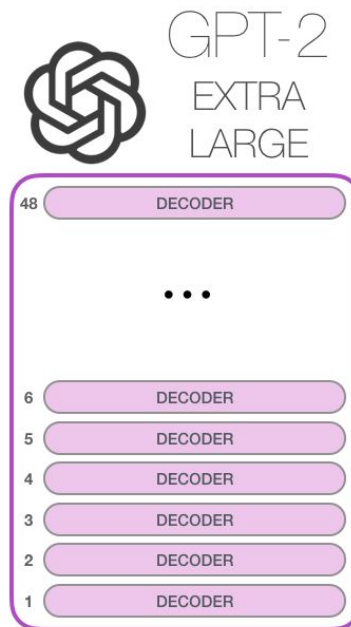 GPT-2
EXTRA
LARGE
48 DECODER
...
6 DECODER
5 DECODER
4 DECODER
3 DECODER
2 DECODER
1 DECODER